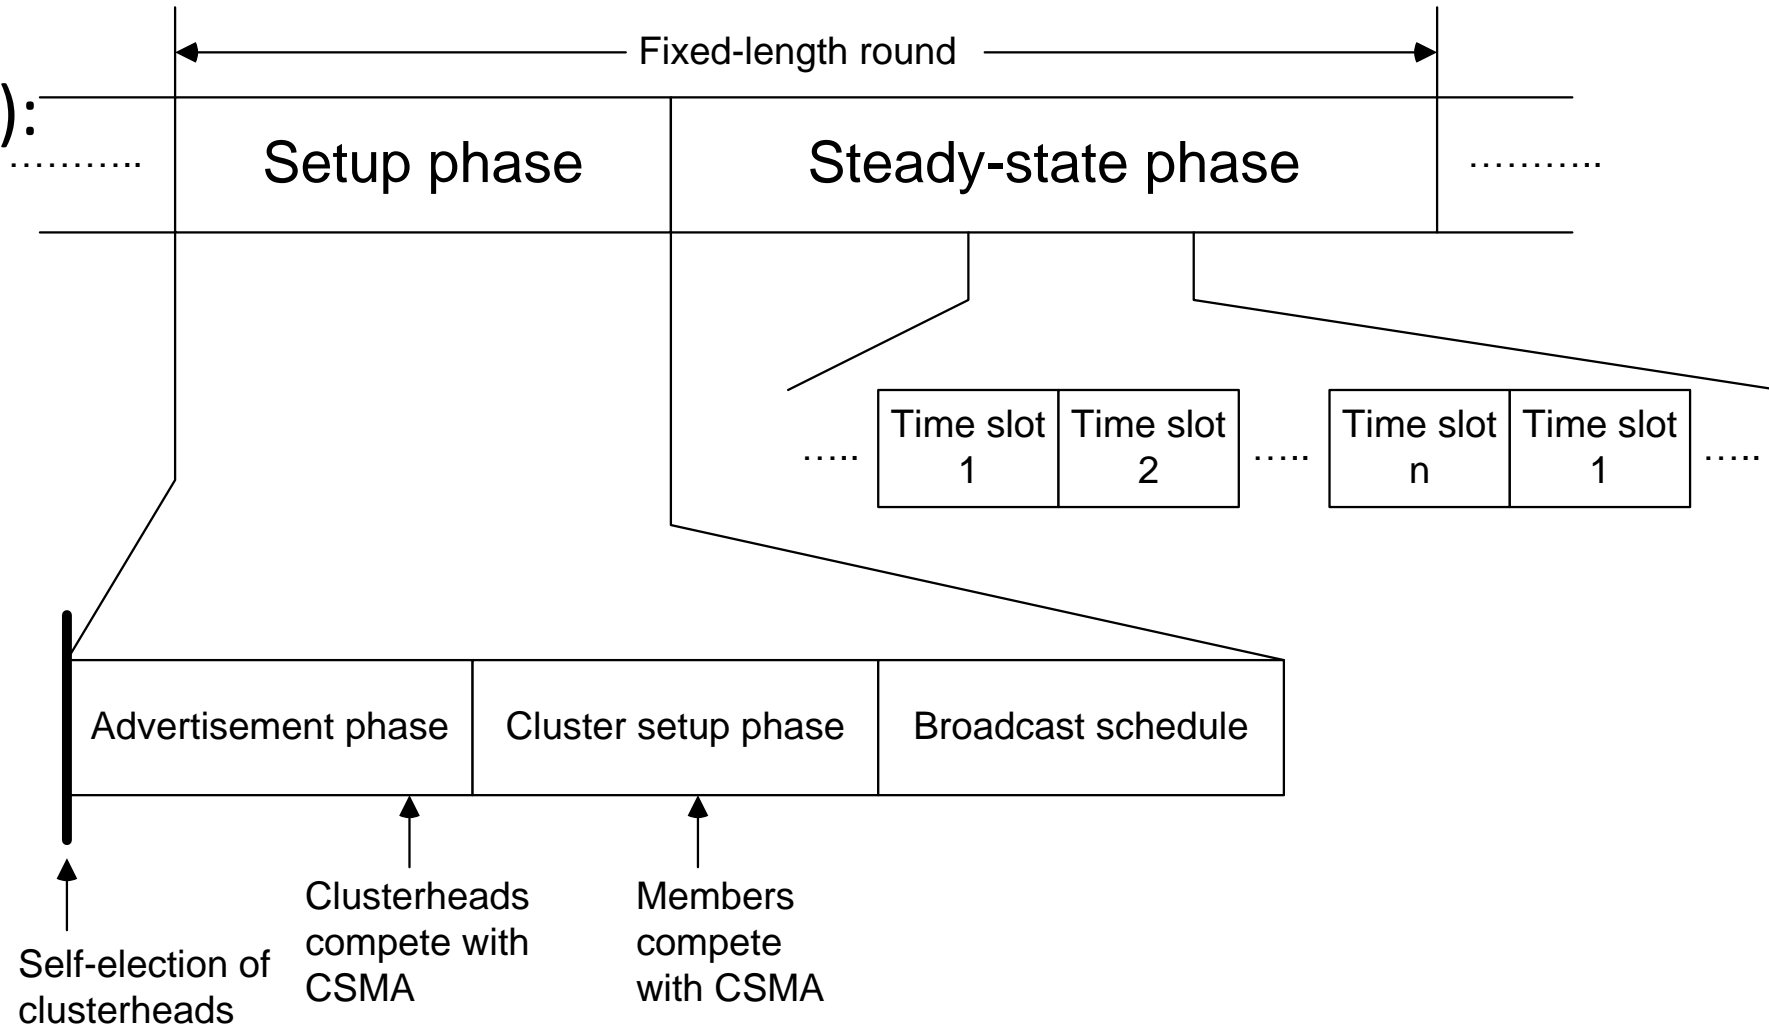 Fixed-length round
):
……….. Setup phase Steady-state phase ………..
….. Time slot 1 Time slot 2 ….. Time slot n Time slot 1 …..
Advertisement phase Cluster setup phase Broadcast schedule
Self-election of
clusterheads
Clusterheads
compete with
CSMA
Members
compete
with CSMA